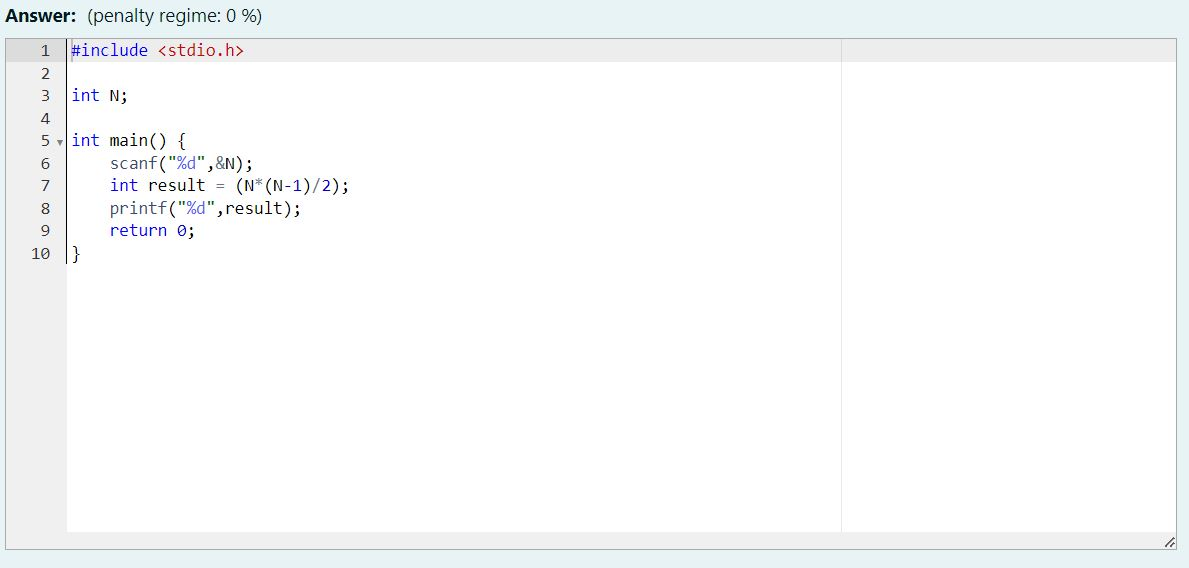 Answer: (penalty regime: 0 %)
1 #include <stdio.h>
2
3 int N;
4
5 int main() {
6     scanf("%d",&N);
7     int result = (N*(N-1)/2);
8     printf("%d",result);
9     return 0;
10 }